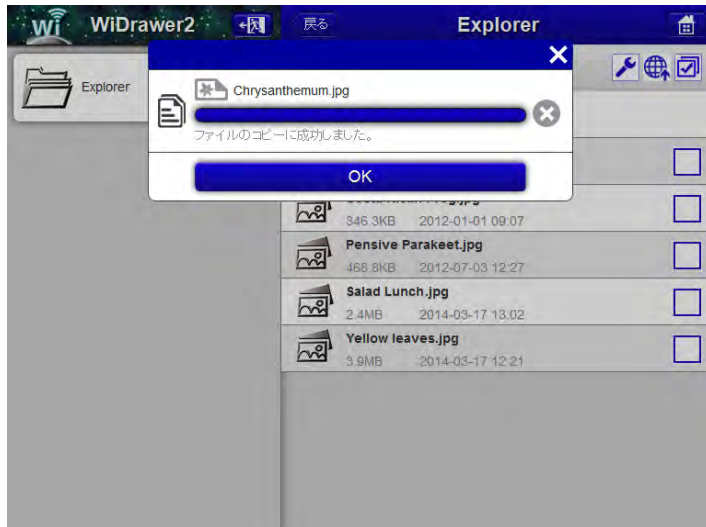 wi
WiDrawer2
戻る
Explorer
Explorer
Chrysanthemum.jpg
ファイルのコピーに成功しました。
OK
346.3KB 2012-01-01 09:07
Pensive Parakeet.jpg
468.8KB 2012-07-03 12:27
Salad Lunch.jpg
2.4MB 2014-03-17 13:02
Yellow leaves.jpg
3.9MB 2014-03-17 12:21